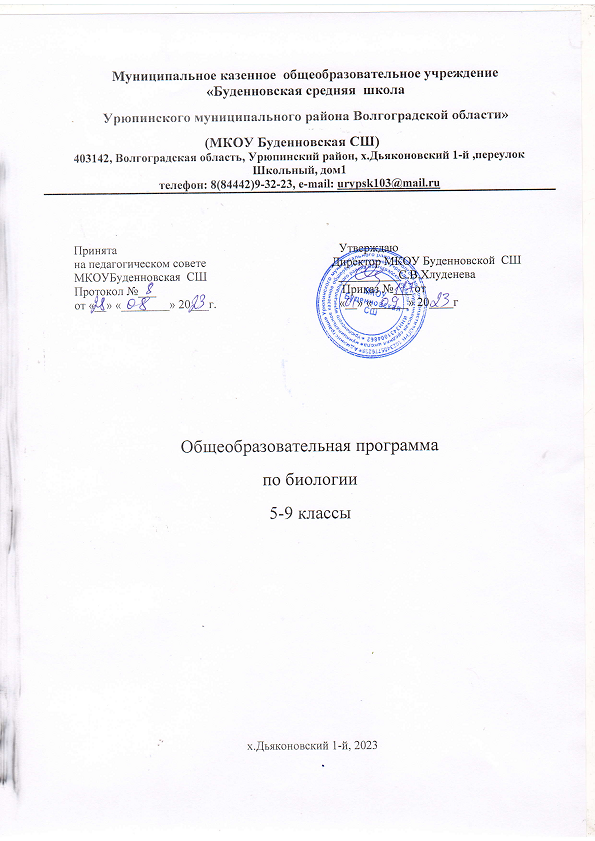 Муниципальное казенное общеобразовательное учреждение
«Буденновская средняя школа
Урюпинского муниципального района Волгоградской области»
(МКОУ Буденновская СШ)
403142, Волгоградская область, Урюпинский район, х.Дьяконовский 1-й ,переулок
Школьный, дом1
телефон: 8(84442)9-32-23, e-mail: urvpsk103@mail.ru
Принята
на педагогическом совете
МКОУБуденновская СШ
Протокол № 8
от «28» «08» 2023 г.
Утверждаю
Директор МКОУ Буденновской СШ
С.В.Хлуденева
Приказ № от
« » «09» 2023 г
Общеобразовательная программа
по биологии
5-9 классы
х.Дьяконовский 1-й, 2023